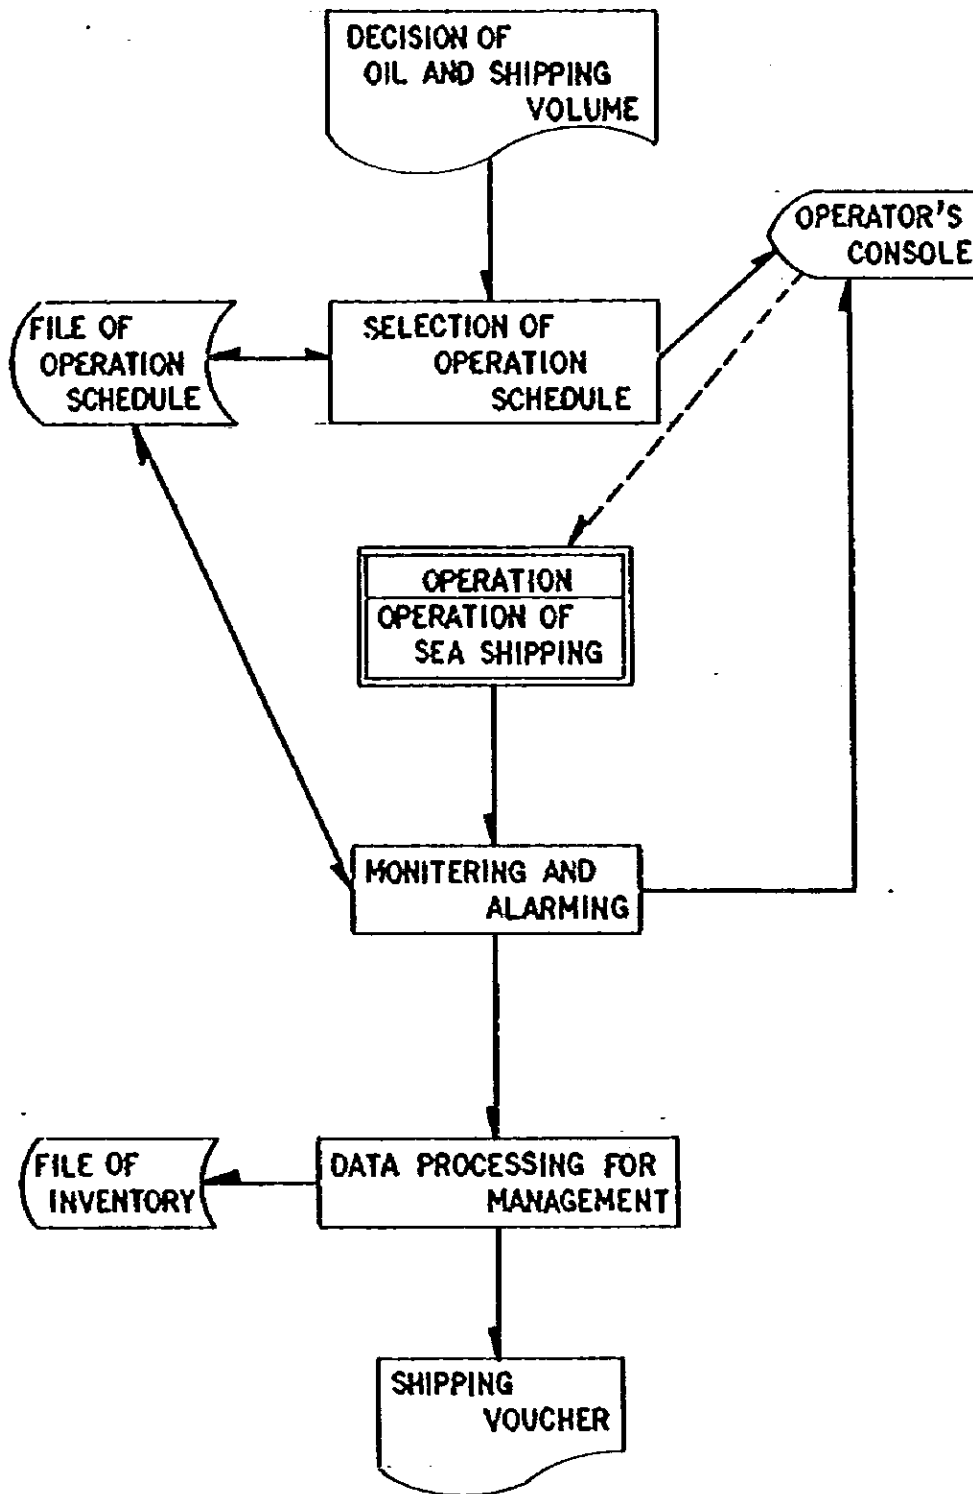 DECISION OF
OIL AND SHIPPING
VOLUME
OPERATOR'S
CONSOLE
FILE OF
OPERATION
SCHEDULE
SELECTION OF
OPERATION
SCHEDULE
OPERATION
OPERATION OF
SEA SHIPPING
MONITERING AND
ALARMING
FILE OF
INVENTORY
DATA PROCESSING FOR
MANAGEMENT
SHIPPING
VOUCHER